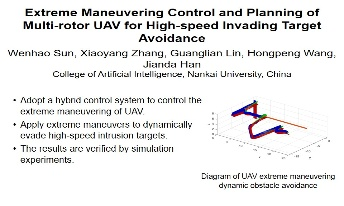 Extreme Maneuvering Control and Planning of
Multi-rotor UAV for High-speed Invading Target
Avoidance
Wenhao Sun, Xiaoyang Zhang, Guanglian Lin, Hongpeng Wang,
Jianda Han
College of Artificial Intelligence, Nankai University, China
• Adopt a hybrid control system to control the
extreme maneuvering of UAV.
• Apply extreme maneuvers to dynamically
evade high-speed intrusion targets.
• The results are verified by simulation
experiments.
Diagram of UAV extreme maneuvering
dynamic obstacle avoidance